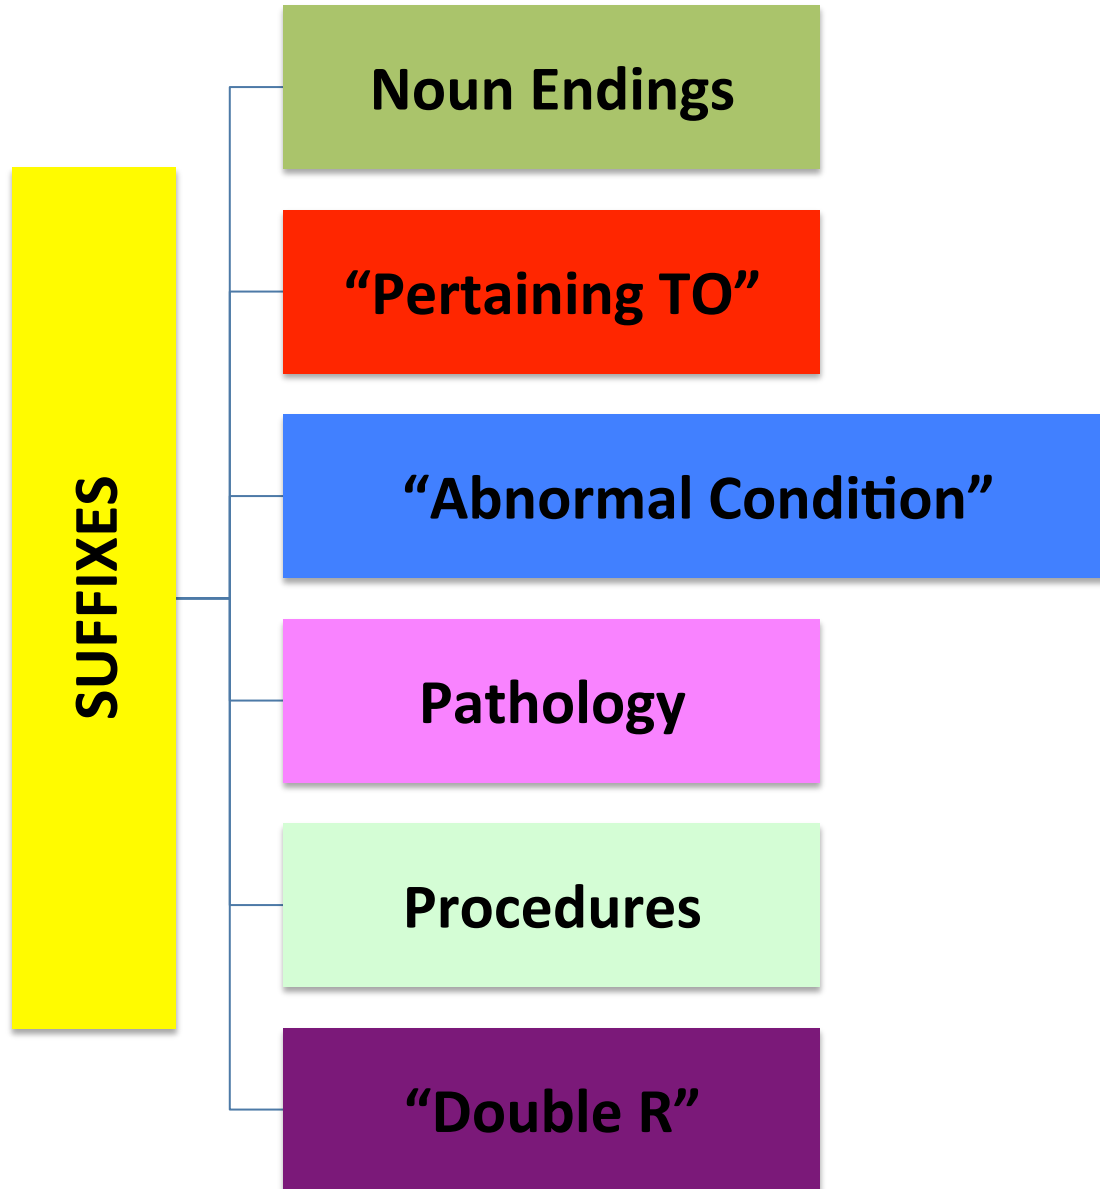 SUFFIXES
Noun Endings
“Pertaining TO”
“Abnormal Condition”
Pathology
Procedures
“Double R”